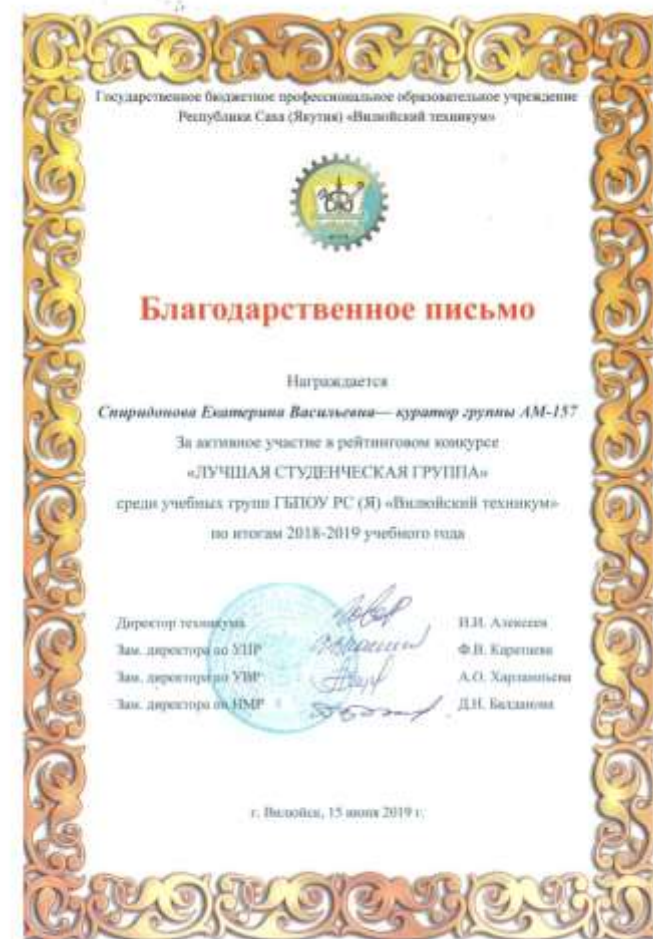 Государственное бюджетное профессиональное образовательное учреждение
Республики Саха (Якутия) «Вилюйский техникум»
Благодарственное письмо
Награждается
Спиридонова Екатерина Васильевна— куратор группы АМ-157
За активное участие в рейтинговом конкурсе
«ЛУЧШАЯ СТУДЕНЧЕСКАЯ ГРУППА»
среди учебных групп ГБПОУ РС (Я) «Вилюйский техникум»
по итогам 2018-2019 учебного года
Директор техникума Алексеев
Зам. директора по УПР Ф.В.
Зам. директора по УВР А.О. Харлампьева
Зам. директора по НМР Д.Н. Балданова
г. Вилюйск, 15 июня 2019 г.